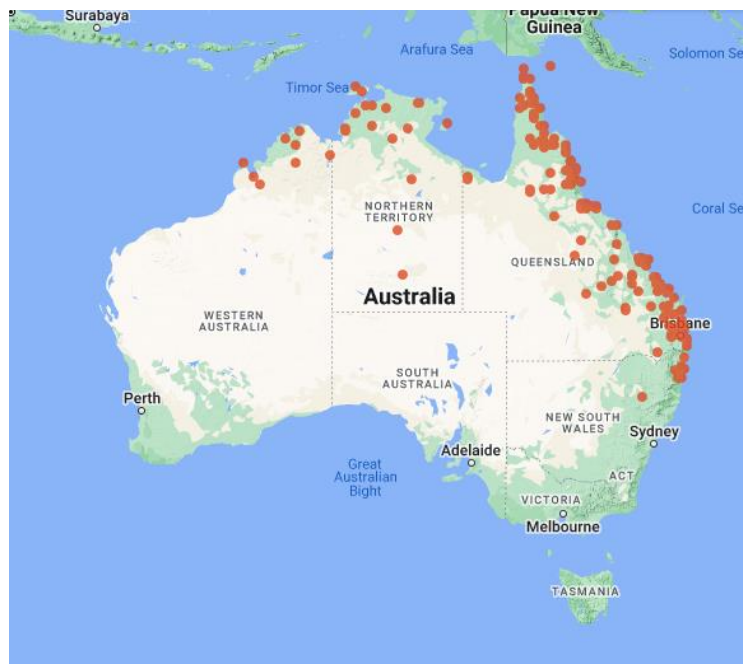 Surabaya
Papua New
Guinea
Arafura Sea
Solomon Se
Timor Sea
Coral Se
NORTHERN
TERRITORY
QUEENSLAND
Australia
WESTERN
AUSTRALIA
Brisbane
SOUTH
AUSTRALIA
Perth
NEW SOUTH
WALES
Sydney
Adelaide
Great
Australian
Bight
ACT
VICTORIA
Melbourne
TASMANIA